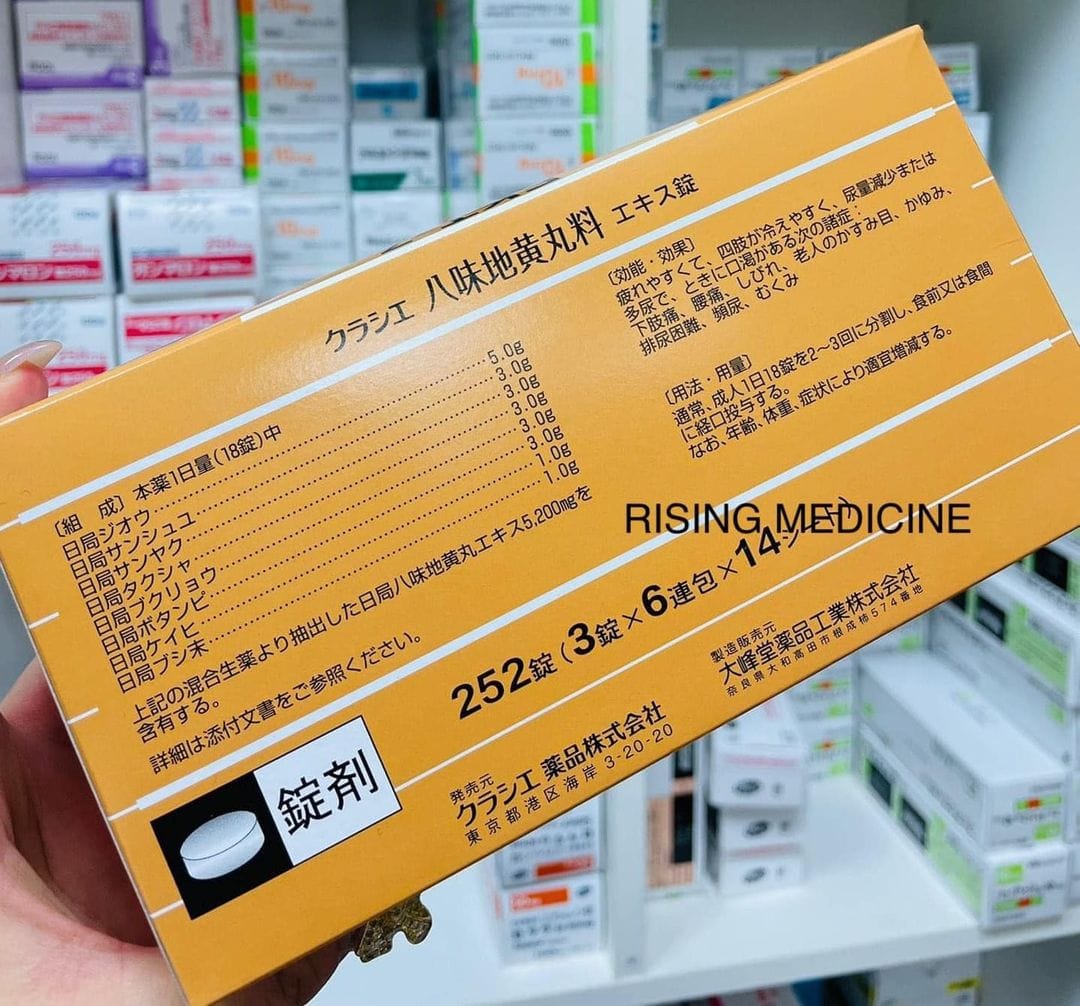 クラシエ 八味地黄丸料 エキス錠
〔組 成〕本薬1日量(18錠)中
日局ジオウ……5.0g
日局サンシュユ……3.0g
日局サンヤク……3.0g
日局タクシャ……3.0g
日局ブクリョウ……3.0g
日局ボタンピ……3.0g
日局ケイヒ……1.0g
日局ブシ末……1.0g
上記の混合生薬より抽出した日局八味地黄丸エキス5,200mgを
含有する。
詳細は添付文書をご参照ください。
〔効能・効果〕
疲れやすくて、四肢が冷えやすく、尿量減少または
多尿で、ときに口渇がある次の諸症:
下肢痛、腰痛、しびれ、老人のかすみ目、かゆみ、
排尿困難、頻尿、むくみ
〔用法・用量〕
通常、成人1日18錠を2〜3回に分割し、食前又は食間
に経口投与する。
なお、年齢、体重、症状により適宜増減する。
RISING MEDICINE
252錠(3錠×6連包×14
製造販売元
大峰堂薬品工業株式会社
奈良県大和高田市根成柿574番地
発売元
クラシエ薬品株式会社
東京都港区海岸3-20-20
錠剤